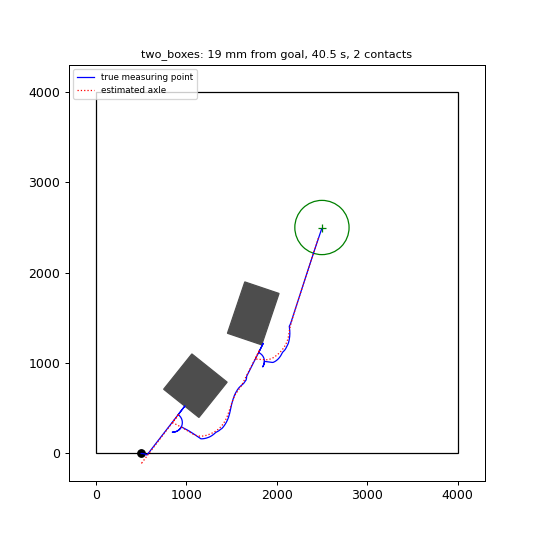 two_boxes: 19 mm from goal, 40.5 s, 2 contacts
true measuring point
estimated axle
4000
3000
2000
1000
0
0 1000 2000 3000 4000